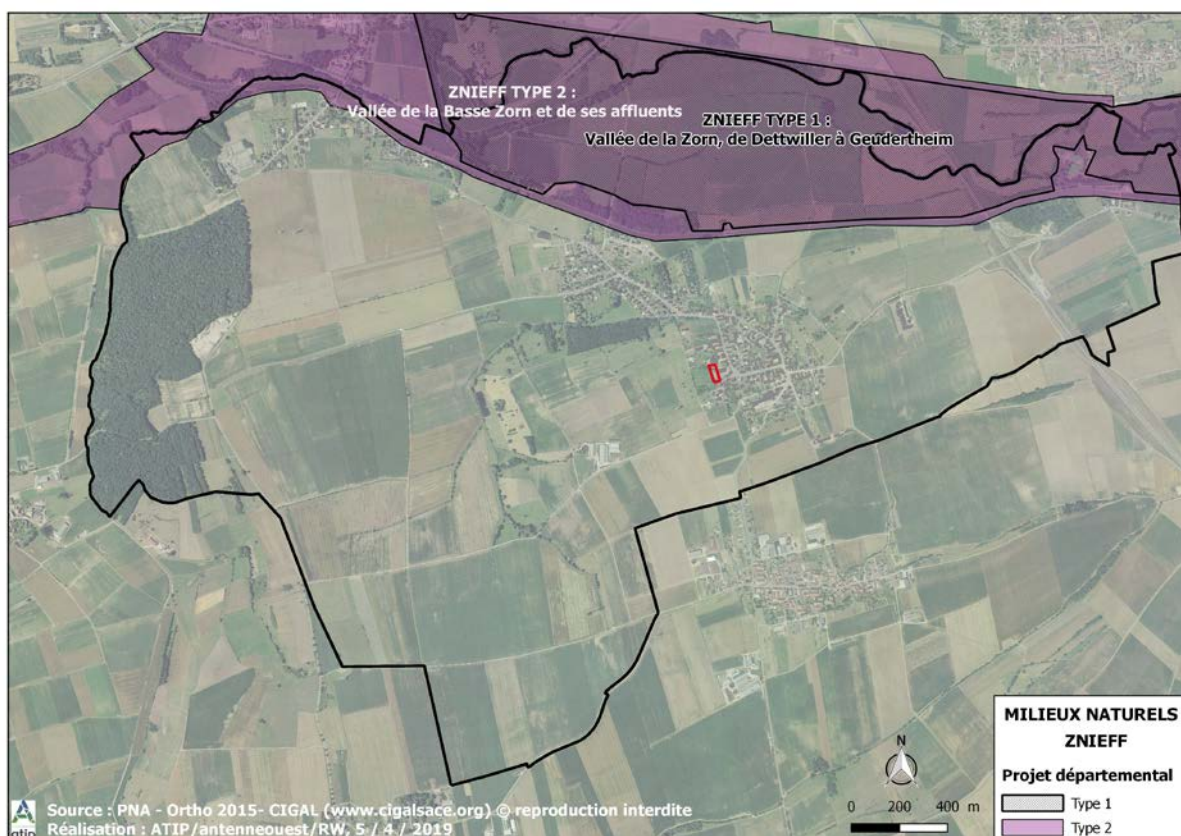 ZNIEFF TYPE 2 :
Vallée de la Basse Zorn et de ses affluents
ZNIEFF TYPE 1 :
Vallée de la Zorn, de Dettwiller à Geudertheim
MILIEUX NATURELS
ZNIEFF
Projet départemental
Type 1
Type 2
N
0 200 400 m
Source : PNA - Ortho 2015- CIGAL (www.cigalsace.org) © reproduction interdite
Réalisation : ATIP/antenneouest/RW, 5 / 4 / 2019
atip